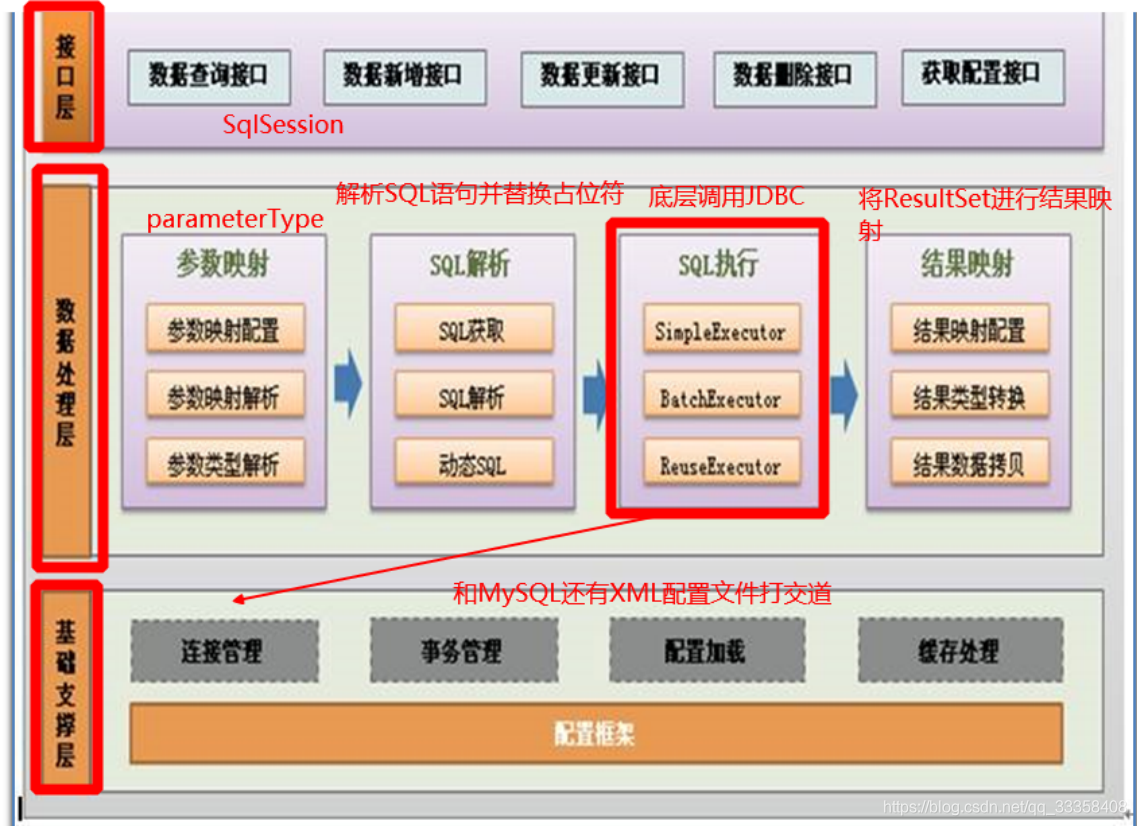 接口层
数据查询接口
数据新增接口
数据更新接口
数据删除接口
获取配置接口
SqlSession
数据处理层
parameterType
解析SQL语句并替换占位符
底层调用JDBC
将ResultSet进行结果映
射
参数映射
参数映射配置
参数映射解析
参数类型解析
SQL解析
SQL获取
SQL解析
动态SQL
SQL执行
SimpleExecutor
BatchExecutor
ReuseExecutor
结果映射
结果映射配置
结果类型转换
结果数据拷贝
和MySQL还有XML配置文件打交道
基础支撑层
连接管理
事务管理
配置加载
缓存处理
配置框架
https://blog.csdn.net/qq_33358408